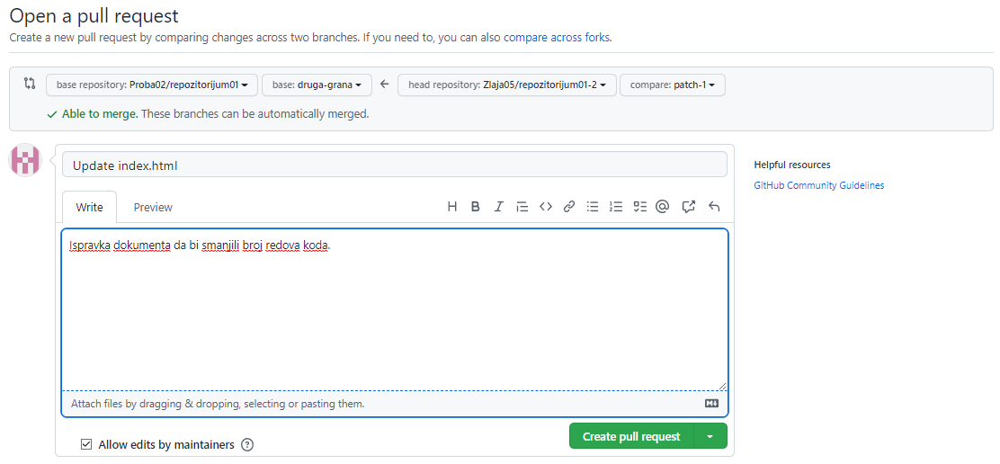 Open a pull request
Create a new pull request by comparing changes across two branches. If you need to, you can also compare across forks.
base repository: Proba02/repozitorijum01 base: druga-grana head repository: Zlaja05/repozitorijum01-2 compare: patch-1
Able to merge. These branches can be automatically merged.
Update index.html
Helpful resources
GitHub Community Guidelines
Write Preview
Ispravka dokumenta da bi smanjili broj redova koda.
Attach files by dragging & dropping, selecting or pasting them.
Allow edits by maintainers
Create pull request